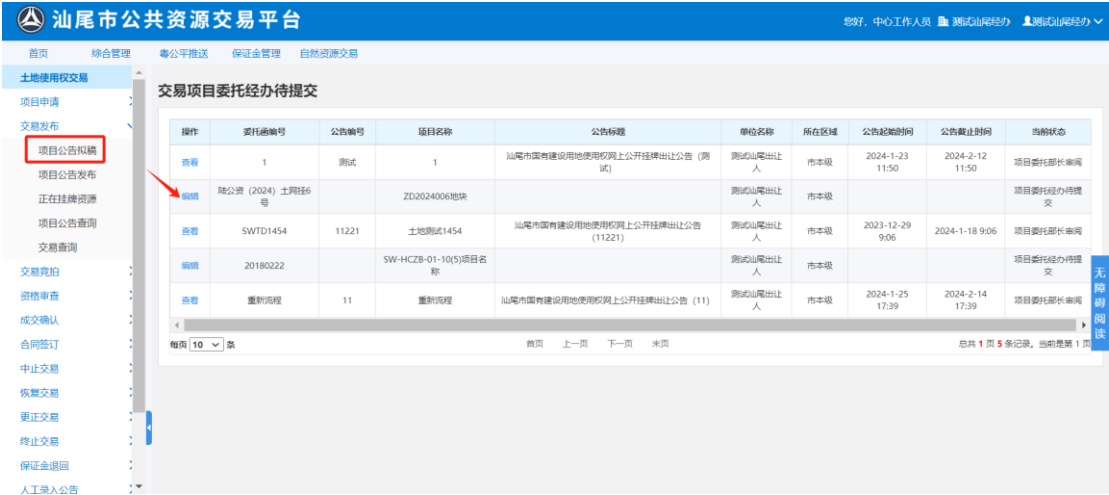 汕尾市公共资源交易平台
您好，中心工作人员 测试汕尾经办 测试汕尾经办
首页 综合管理 粤公平推送 保证金管理 自然资源交易
土地使用权交易
项目申请
交易发布
项目公告拟稿
项目公告发布
正在挂牌资源
项目公告查询
交易查询
交易竞拍
资格审查
成交确认
合同签订
中止交易
恢复交易
更正交易
终止交易
保证金退回
人工录入公告
交易项目委托经办待提交
操作 委托函编号 公告编号 项目名称 公告标题 单位名称 所在区域 公告起始时间 公告截止时间 当前状态
查看 1 测试 1 汕尾市国有建设用地使用权网上公开挂牌出让公告（测试） 测试汕尾出让人 市本级 2024-1-23 11:50 2024-2-12 11:50 项目委托部长审阅
编辑 陆公资（2024）土网挂6号 ZD2024006地块 测试汕尾出让人 市本级 项目委托经办待提交
查看 SWTD1454 11221 土地测试1454 汕尾市国有建设用地使用权网上公开挂牌出让公告（11221） 测试汕尾出让人 市本级 2023-12-29 9:06 2024-1-18 9:06 项目委托部长审阅
编辑 20180222 SW-HCZB-01-10(5)项目名称 测试汕尾出让人 市本级 项目委托经办待提交
查看 重新流程 11 重新流程 汕尾市国有建设用地使用权网上公开挂牌出让公告（11） 测试汕尾出让人 市本级 2024-1-25 17:39 2024-2-14 17:39 项目委托部长审阅
每页 10 条 首页 上一页 下一页 末页 总共 1 页 5 条记录。当前是第 1 页
无障碍阅读